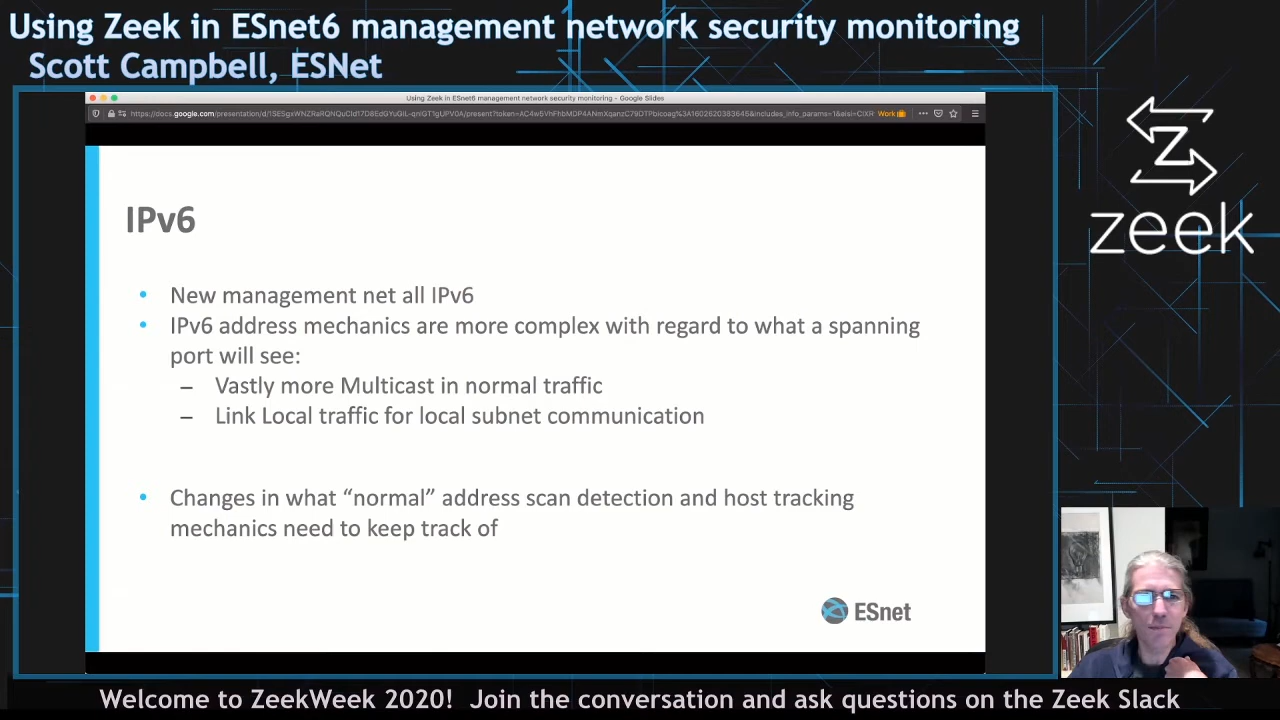 Using Zeek in ESnet6 management network security monitoring
Scott Campbell, ESNet
Using Zeek in ESnet6 management network security monitoring - Google Slides
Work
zeek
IPv6
• New management net all IPv6
• IPv6 address mechanics are more complex with regard to what a spanning
port will see:
– Vastly more Multicast in normal traffic
– Link Local traffic for local subnet communication
• Changes in what “normal” address scan detection and host tracking
mechanics need to keep track of
ESnet
Welcome to ZeekWeek 2020! Join the conversation and ask questions on the Zeek Slack